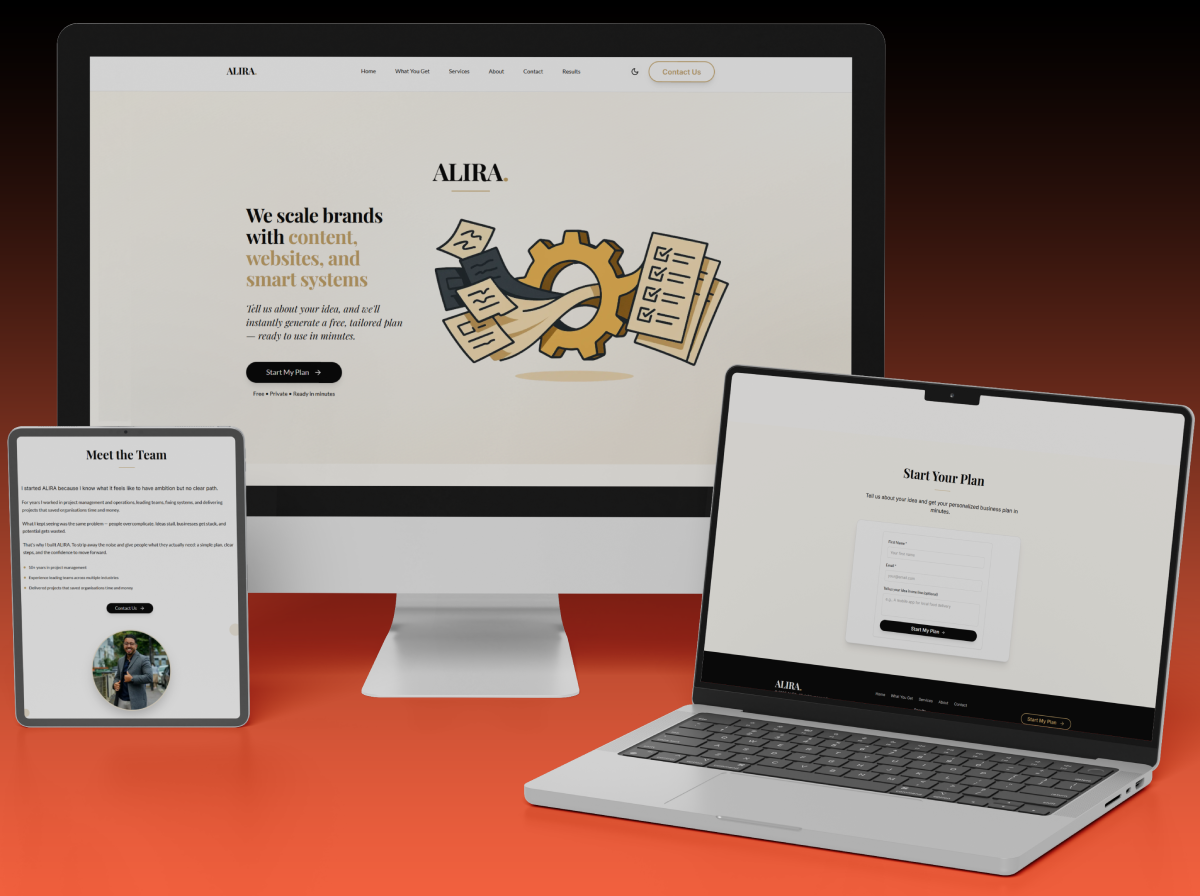 ALIRA.
Home What You Get Services About Contact Results
Contact Us
ALIRA.
We scale brands
with content,
websites, and
smart systems
Tell us about your idea, and we'll
instantly generate a free, tailored plan
— ready to use in minutes.
Start My Plan →
Free • Private • Ready in minutes
Meet the Team
I started ALIRA because I know what it feels like to have ambition but no clear path.
For years I worked in project management and operations, leading teams, fixing systems, and delivering
projects that saved organisations time and money.
What I kept seeing was the same problem — people overcomplicate. Ideas stall, businesses get stuck, and
potential gets wasted.
That's why I built ALIRA. To strip away the noise and give people what they actually need: a simple plan, clear
steps, and the confidence to move forward.
10+ years in project management
Experience leading teams across multiple industries
Delivered projects that saved organisations time and money
Contact Us →
Start Your Plan
Tell us about your idea and get your personalized business plan in
minutes.
First Name*
Your first name
Email*
Start My Plan →
ALIRA.
Home What You Get Services About Contact
Start My Plan →